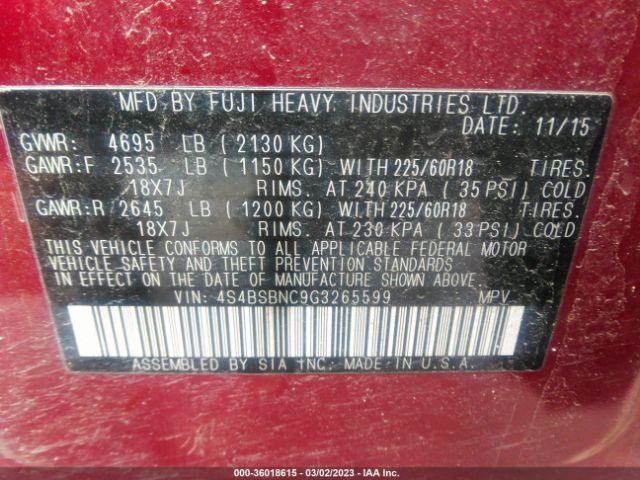 MFD BY FUJI HEAVY INDUSTRIES LTD.
DATE: 11/15
GVWR: 4695 LB ( 2130 KG)
GAWR:F 2535 LB ( 1150 KG) WITH 225/60R18 TIRES.
18X7J RIMS. AT 240 KPA ( 35 PSI) COLD
GAWR:R 2645 LB ( 1200 KG) WITH 225/60R18 TIRES.
18X7J RIMS. AT 230 KPA ( 33 PSI) COLD
THIS VEHICLE CONFORMS TO ALL APPLICABLE FEDERAL MOTOR
VEHICLE SAFETY AND THEFT PREVENTION STANDARDS
IN EFFECT ON THE DATE OF MANUFACTURE SHOWN ABOVE.
VIN: 4S4BSBNC9G3265599 MPV
ASSEMBLED BY SIA INC. MADE IN U.S.A.
000-36018615 - 03/02/2023 - IAA Inc.